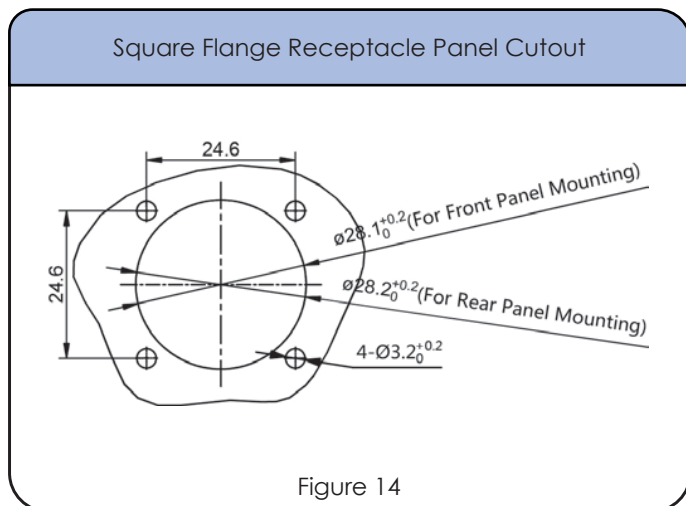 Square Flange Receptacle Panel Cutout
24.6
24.6
ø28.1 +0.2 0 (For Front Panel Mounting)
ø28.2 +0.2 0 (For Rear Panel Mounting)
4-Ø3.2 +0.2 0
Figure 14